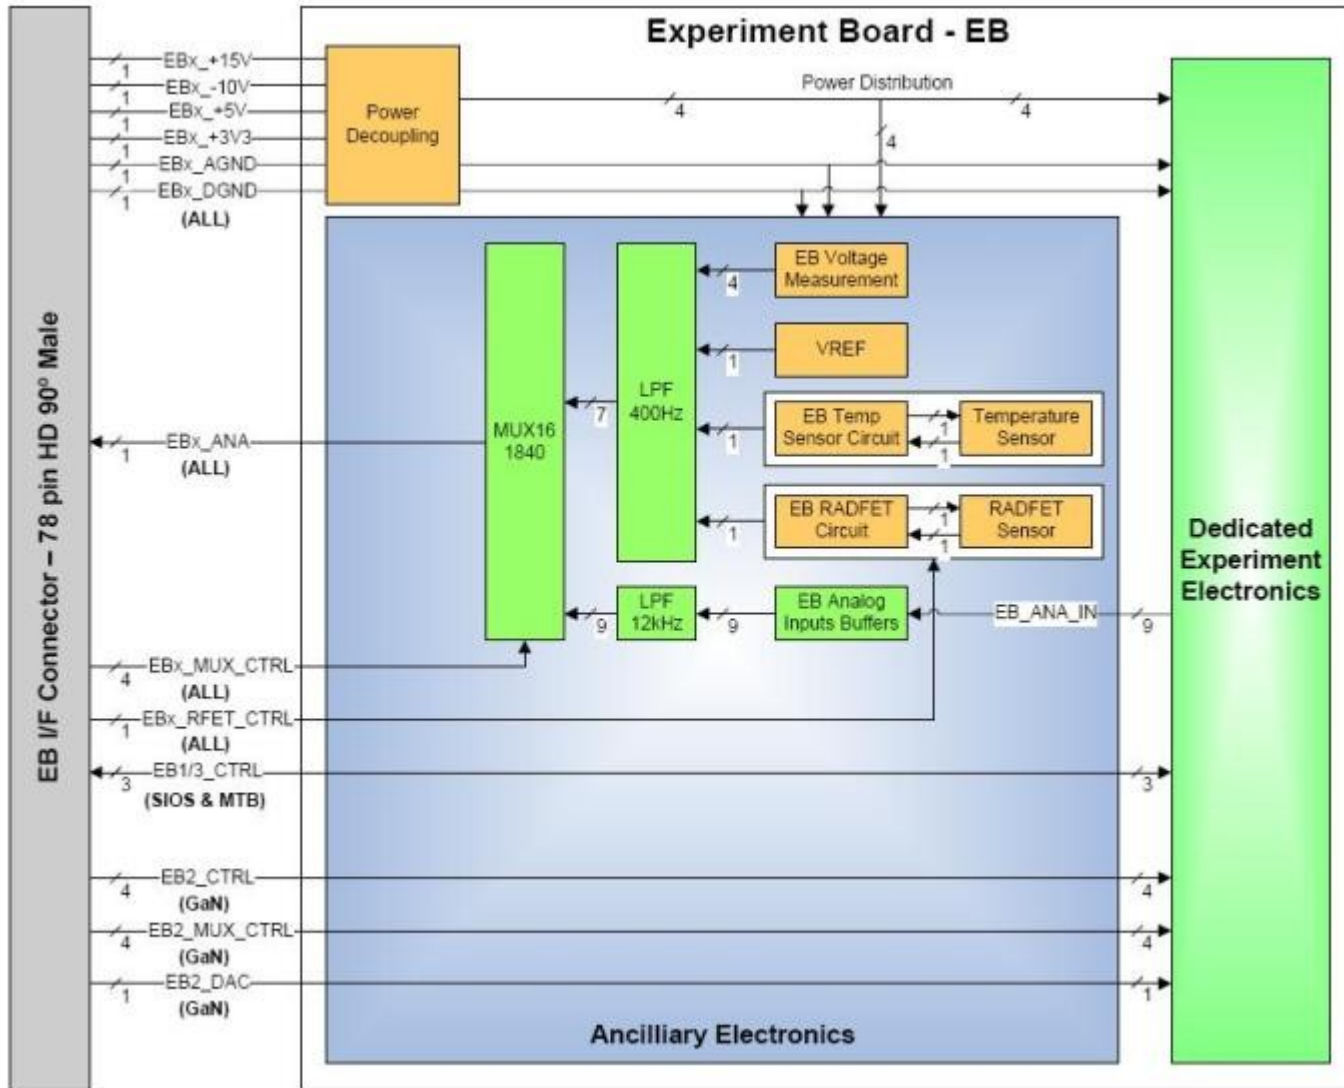 Experiment Board - EB
EB I/F Connector – 78 pin HD 90º Male
EBx_+15V
1
EBx_-10V
1
EBx_+5V
1
EBx_+3V3
1
EBx_AGND
1
EBx_DGND
1
(ALL)
Power
Decoupling
Power Distribution
4
4
4
EB Voltage
Measurement
4
VREF
1
LPF
400Hz
7
MUX16
1840
EB Temp
Sensor Circuit
1
1
1
Temperature
Sensor
EBx_ANA
1
(ALL)
EB RADFET
Circuit
1
1
1
RADFET
Sensor
Dedicated
Experiment
Electronics
LPF
12kHz
9
9
EB Analog
Inputs Buffers
EB_ANA_IN
9
EBx_MUX_CTRL
4
(ALL)
EBx_RFET_CTRL
1
(ALL)
EB1/3_CTRL
3
3
(SIOS & MTB)
EB2_CTRL
4
4
(GaN)
EB2_MUX_CTRL
4
4
(GaN)
EB2_DAC
1
1
(GaN)
Ancilliary Electronics